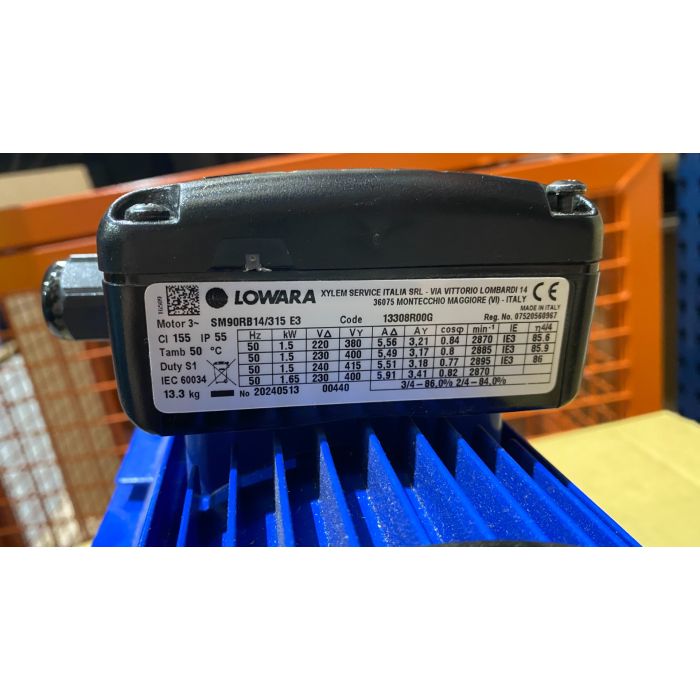 LOWARA XYLEM SERVICE ITALIA SRL - VIA VITTORIO LOMBARDI 14
36075 MONTECCHIO MAGGIORE (VI) - ITALY CE
MADE IN ITALY
Motor 3~ SM90RB14/315 E3 Code 13308R00G Reg. No. 07520560967
CI 155 IP 55 Hz kW V△ VY A△ AY cosφ min⁻¹ IE η4/4
50 1.5 220 380 5,56 3,21 0.84 2870 IE3 85.6
Tamb 50 °C 50 1.5 230 400 5,49 3,17 0.8 2885 IE3 85.9
Duty S1 50 1.5 240 415 5,51 3,18 0.77 2895 IE3 86
IEC 60034 50 1.65 230 400 5,91 3,41 0.82 2870
13.3 kg No 20240513 00440 3/4-86,0% 2/4-84,0%